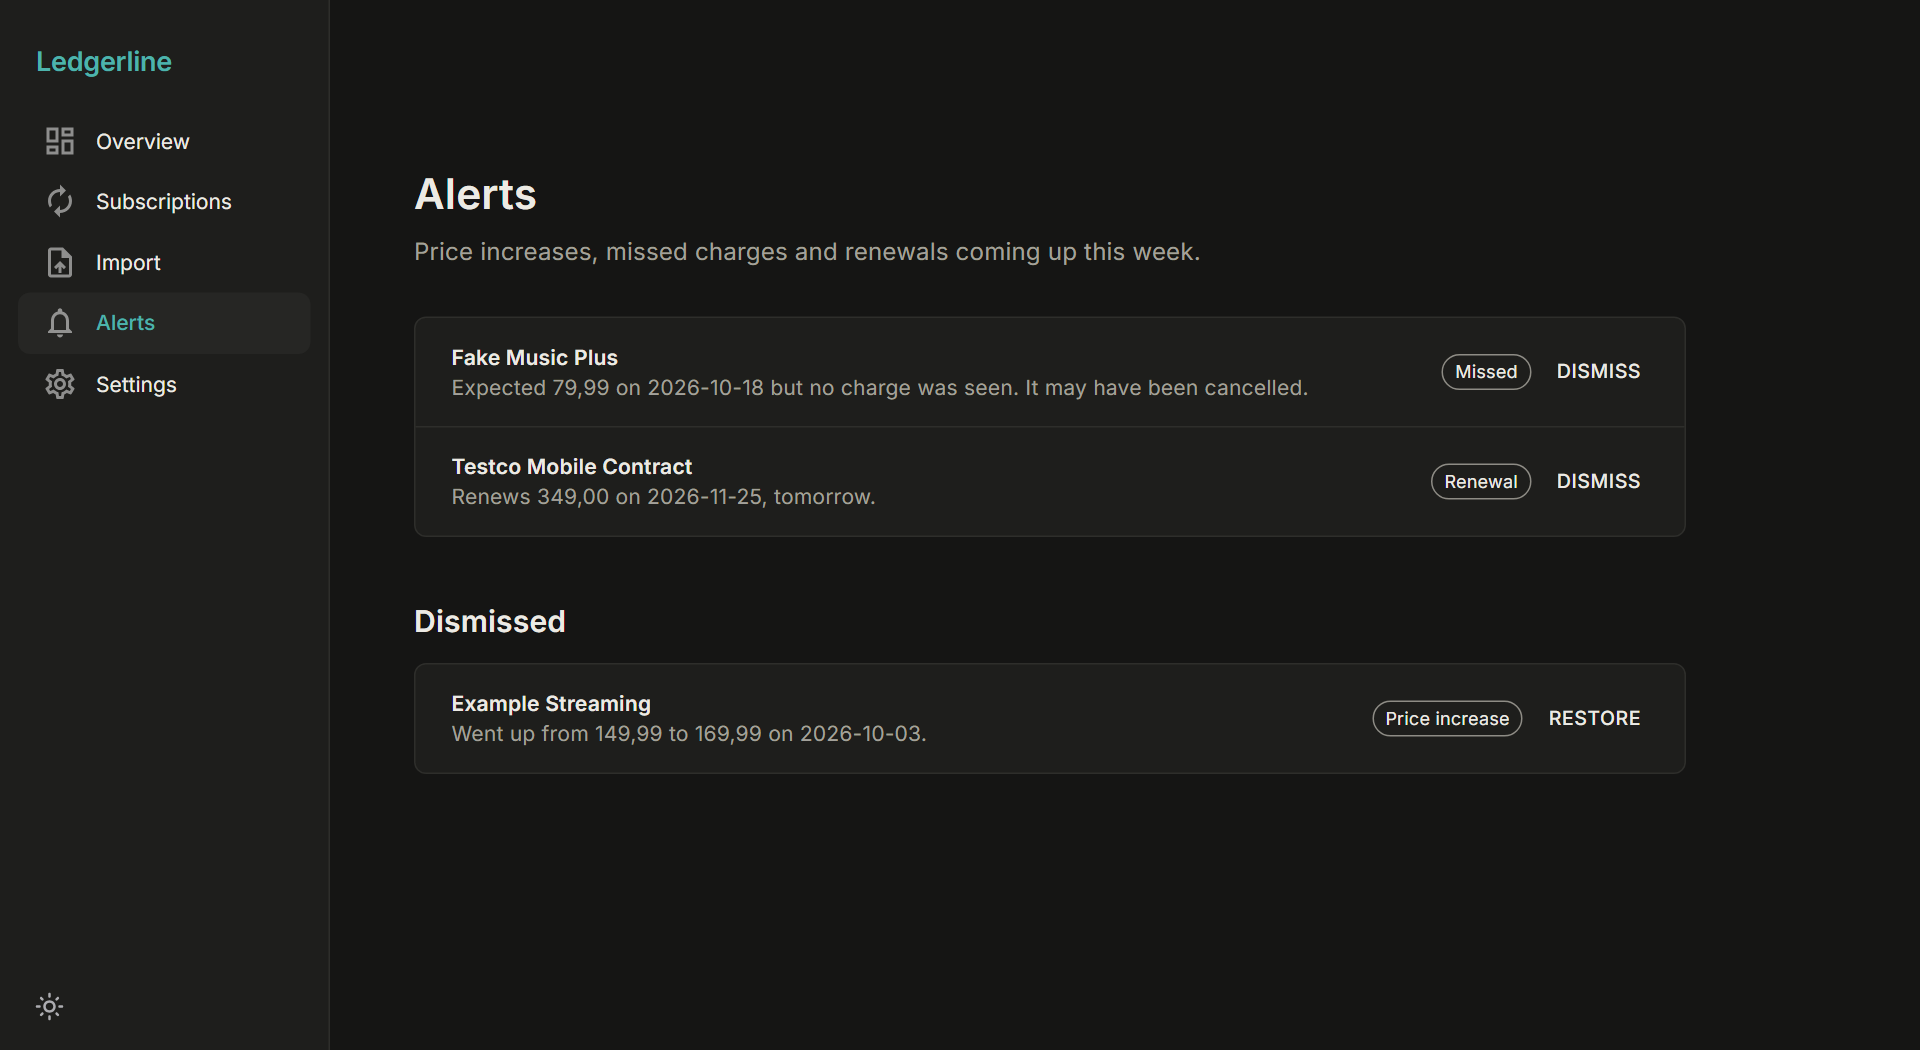 Ledgerline
Overview
Subscriptions
Import
Alerts
Settings
Alerts
Price increases, missed charges and renewals coming up this week.
Fake Music Plus
Expected 79,99 on 2026-10-18 but no charge was seen. It may have been cancelled.
Missed
DISMISS
Testco Mobile Contract
Renews 349,00 on 2026-11-25, tomorrow.
Renewal
DISMISS
Dismissed
Example Streaming
Went up from 149,99 to 169,99 on 2026-10-03.
Price increase
RESTORE